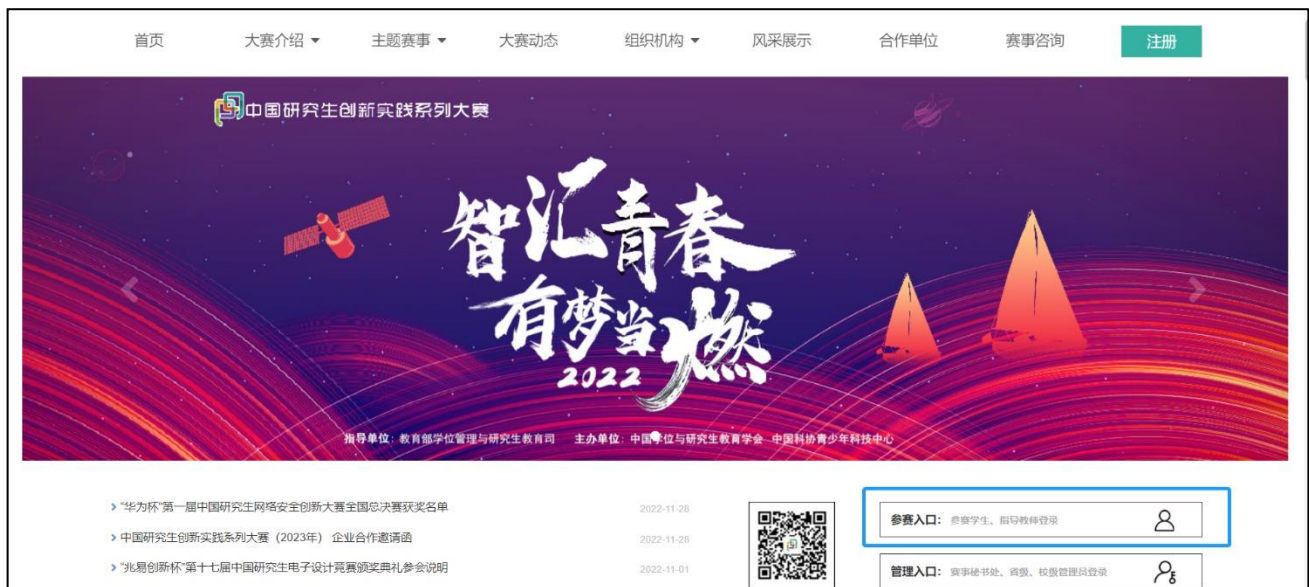 首页 大赛介绍 主题赛事 大赛动态 组织机构 风采展示 合作单位 赛事咨询 注册
中国研究生创新实践系列大赛
智汇青春
有梦当燃
2022
指导单位：教育部学位管理与研究生教育司 主办单位：中国学位与研究生教育学会 中国科协青少年科技中心
"华为杯"第一届中国研究生网络安全创新大赛全国总决赛获奖名单 2022-11-28
中国研究生创新实践系列大赛（2023年） 企业合作邀请函 2022-11-28
"兆易创新杯"第十七届中国研究生电子设计竞赛颁奖典礼参会说明 2022-11-01
参赛入口：参赛学生、指导教师登录
管理入口：赛事秘书处、省级、校级管理员登录